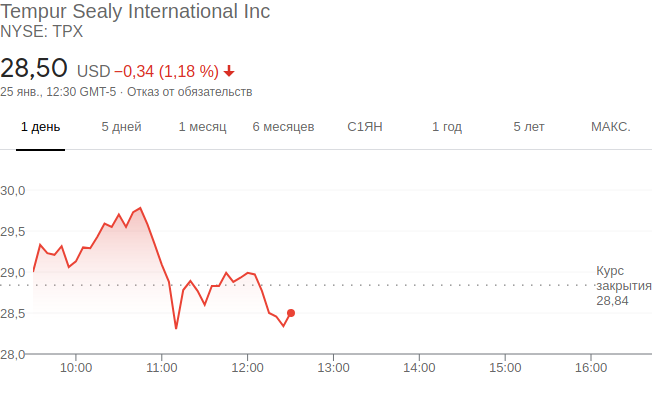 Tempur Sealy International Inc
NYSE: TPX
28,50 USD −0,34 (1,18 %)
25 янв., 12:30 GMT-5 · Отказ от обязательств
1 день 5 дней 1 месяц 6 месяцев С1ЯН 1 год 5 лет МАКС.
30,0
29,5
29,0
28,5
28,0
Курс
закрытия
28,84
10:00 11:00 12:00 13:00 14:00 15:00 16:00